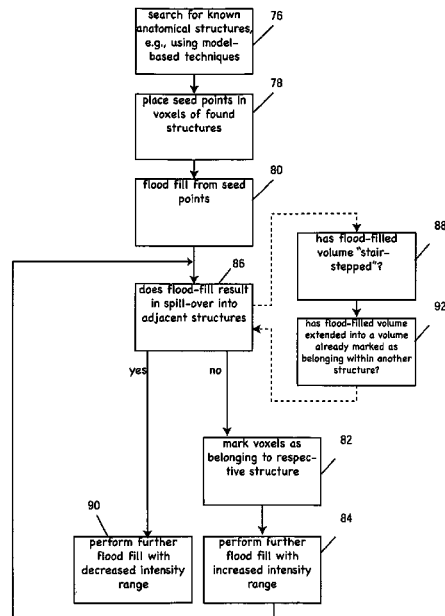 search for known
anatomical structures,
e.g., using model-
based techniques
76
place seed points in
voxels of found
structures
78
flood fill from seed
points
80
86
does flood-fill result
in spill-over into
adjacent structures
has flood-filled
volume "stair-
stepped"?
88
has flood-filled volume
extended into a volume
already marked as
belonging within another
structure?
92
yes
no
mark voxels as
belonging to respec-
tive structure
82
90
perform further
flood fill with
decreased intensity
range
perform further
flood fill with
increased intensity
range
84